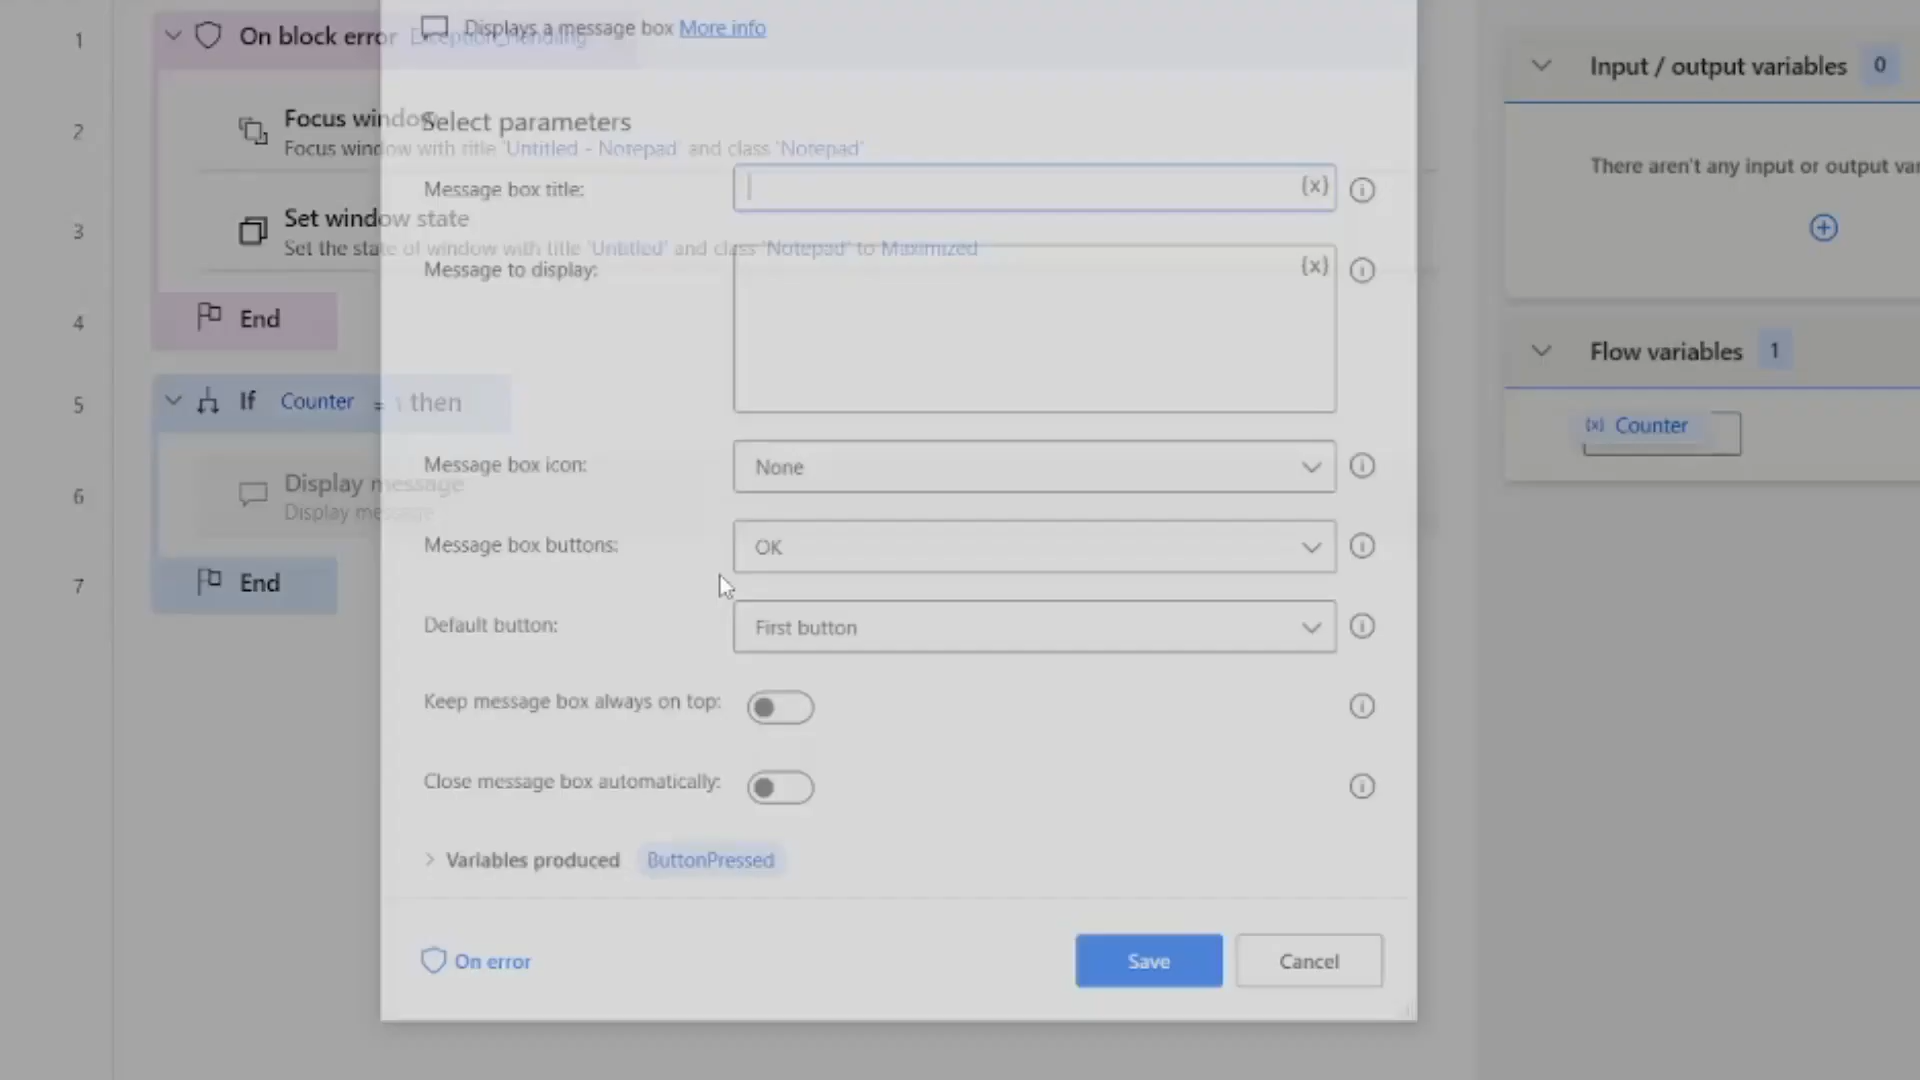 1
On block error Exception_Handling
2
Focus window
Focus window with title 'Untitled - Notepad' and class 'Notepad'
3
Set window state
Set the state of window with title 'Untitled' and class 'Notepad' to Maximized
4
End
5
If Counter = then
6
Display message
Display message
7
End
Displays a message box More info
Select parameters
Message box title:
{x}
Message to display:
{x}
Message box icon:
None
Message box buttons:
OK
Default button:
First button
Keep message box always on top:
Close message box automatically:
Variables produced ButtonPressed
On error
Save
Cancel
Input / output variables 0
There aren't any input or output
Flow variables 1
{x} Counter